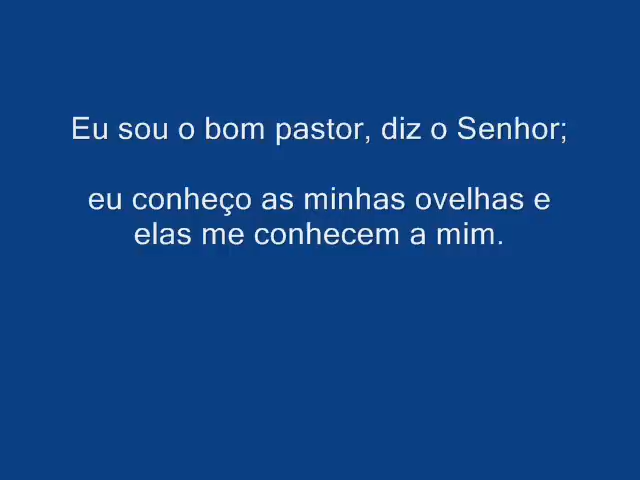 Eu sou o bom pastor, diz o Senhor;
eu conheço as minhas ovelhas e
elas me conhecem a mim.